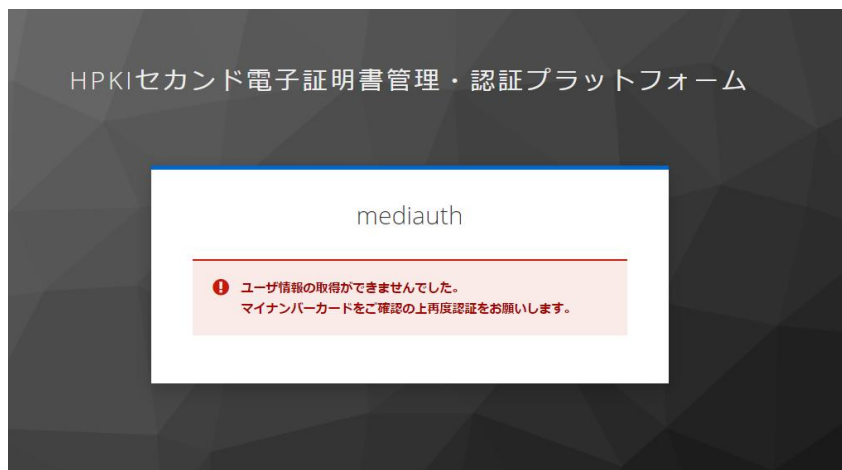 HPKIセカンド電子証明書管理・認証プラットフォーム
mediauth
ユーザ情報の取得ができませんでした。
マイナンバーカードをご確認の上再度認証をお願いします。